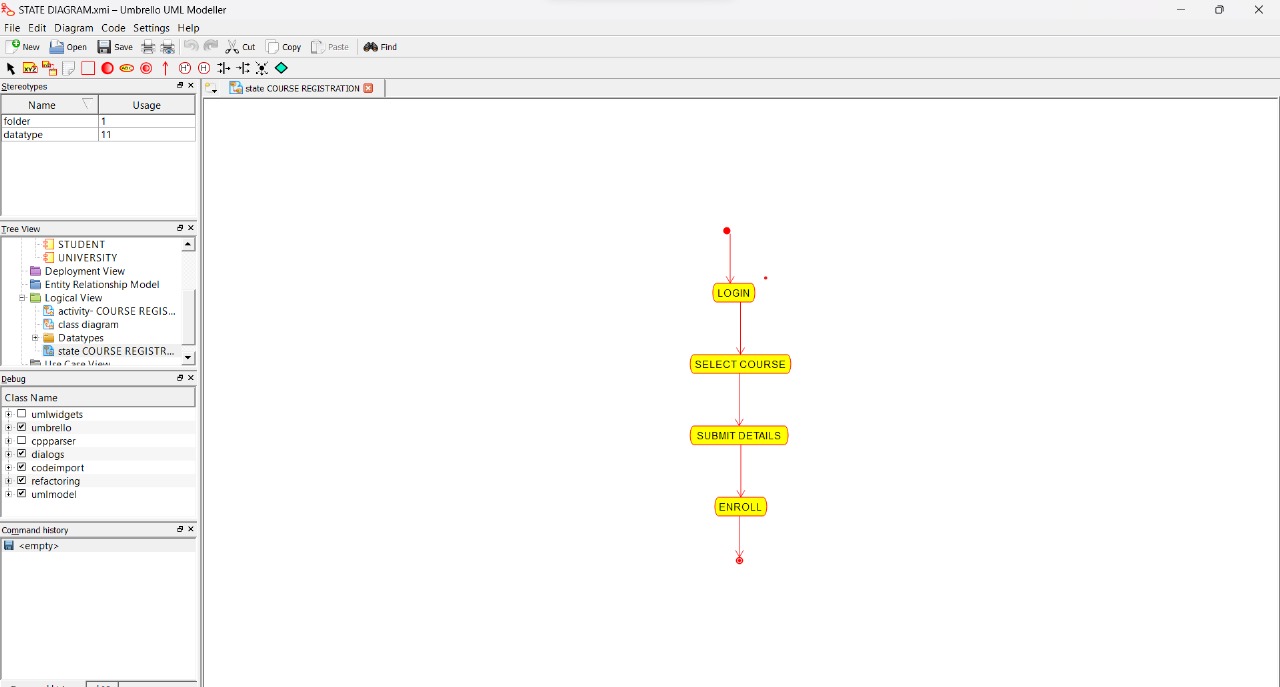 STATE DIAGRAM.xmi – Umbrello UML Modeller
File Edit Diagram Code Settings Help
New Open Save Cut Copy Paste Find
Stereotypes
state COURSE REGISTRATION
Name Usage
folder 1
datatype 11
Tree View
STUDENT
UNIVERSITY
Deployment View
Entity Relationship Model
Logical View
activity- COURSE REGIS...
class diagram
Datatypes
state COURSE REGISTR...
Use Case View
Debug
Class Name
umlwidgets
umbrello
cppparser
dialogs
codeimport
refactoring
umlmodel
Command history
<empty>
LOGIN
SELECT COURSE
SUBMIT DETAILS
ENROLL